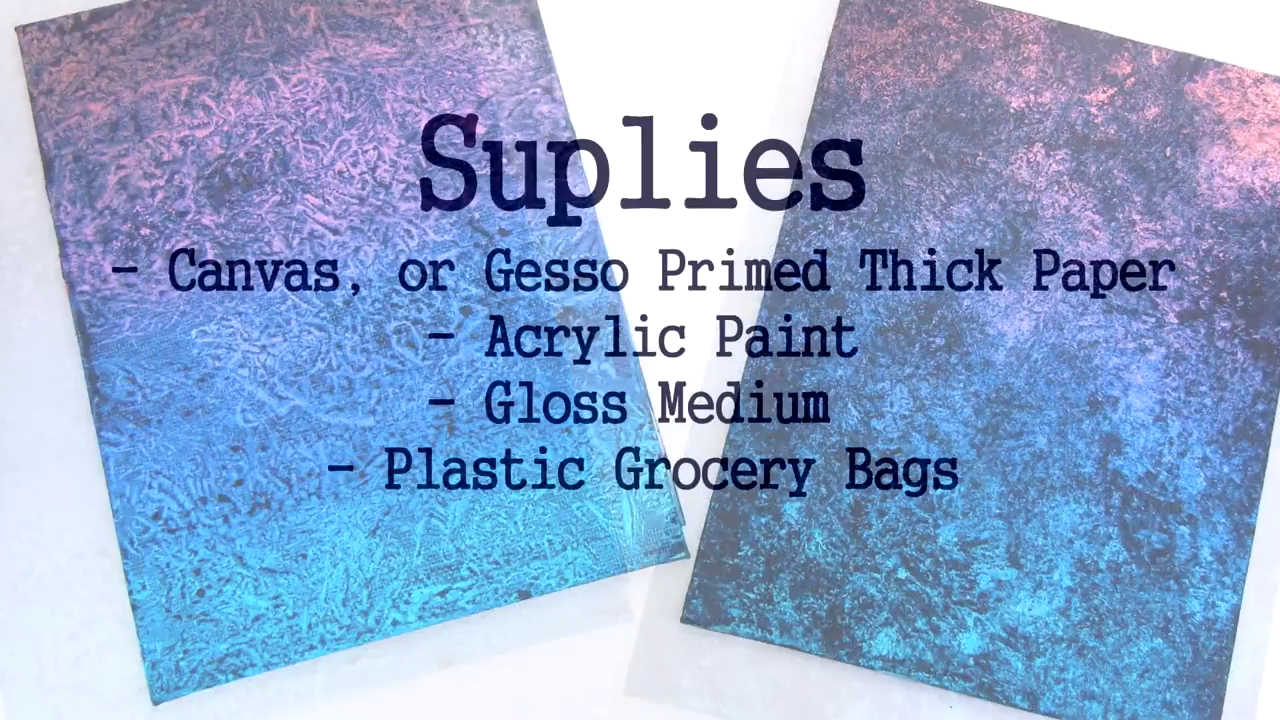 Suplies
- Canvas, or Gesso Primed Thick Paper
- Acrylic Paint
- Gloss Medium
- Plastic Grocery Bags